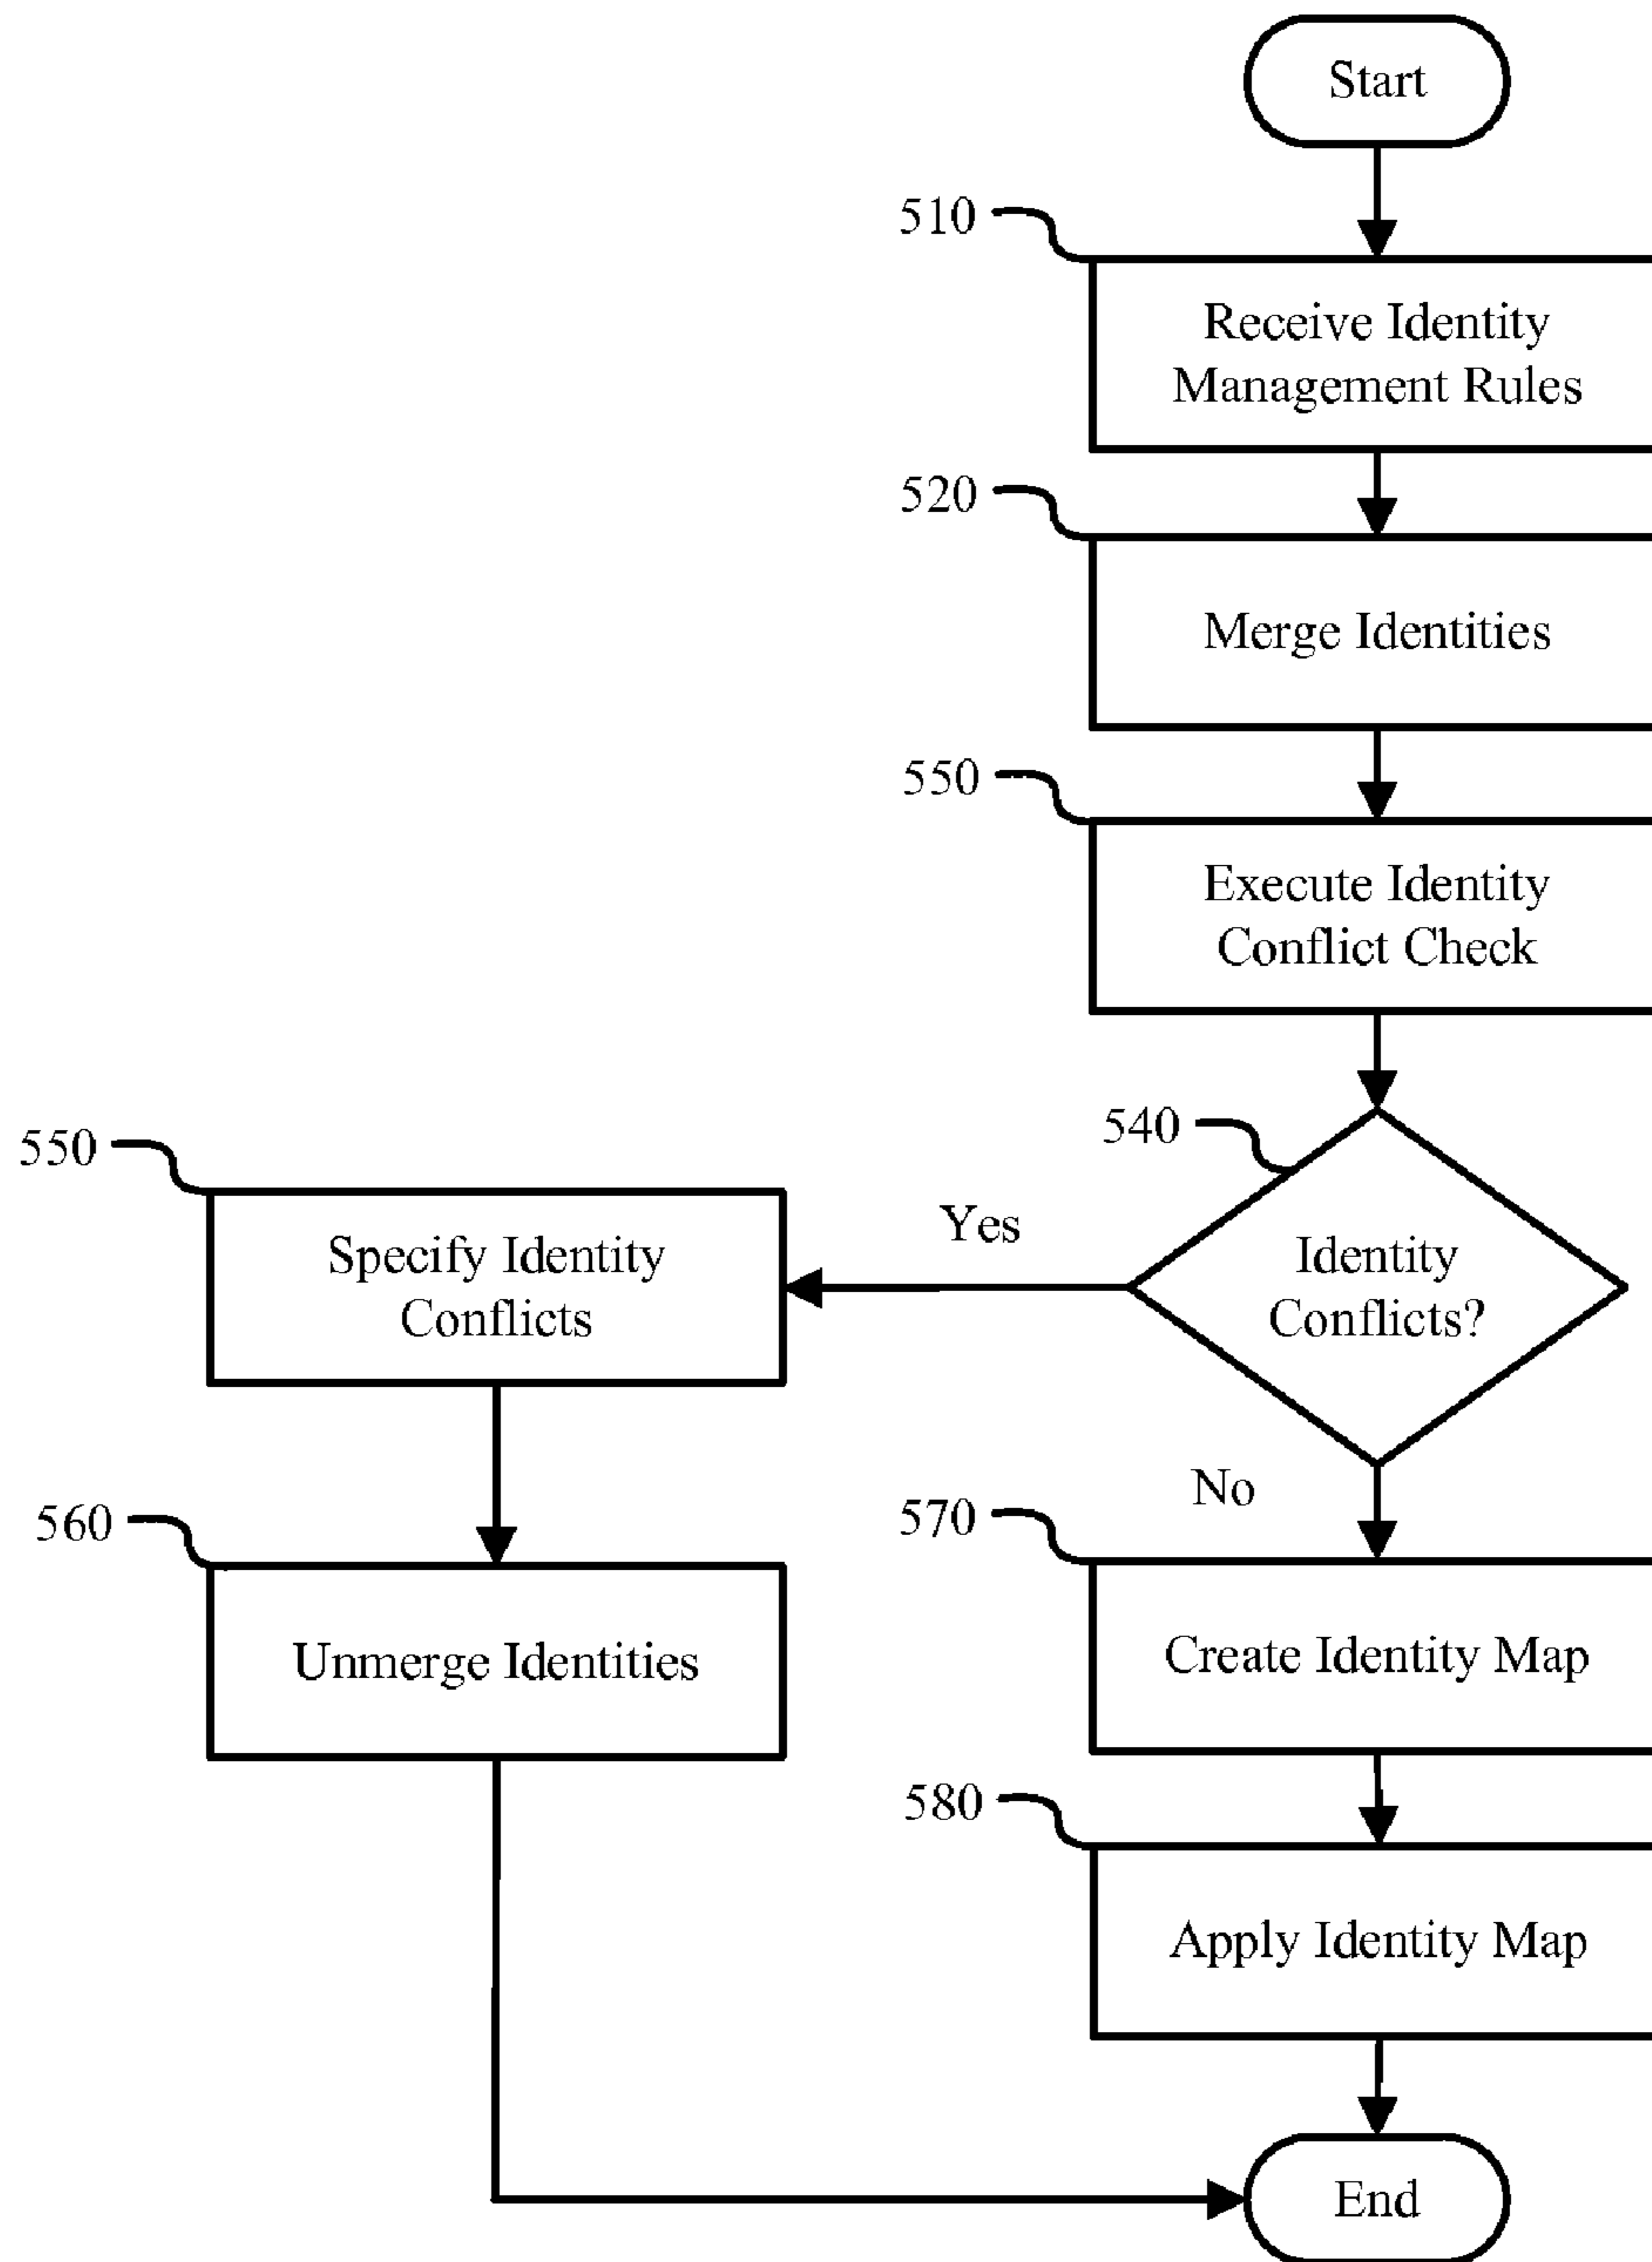 Start
510
Receive Identity
Management Rules
520
Merge Identities
550
Execute Identity
Conflict Check
540
Identity
Conflicts?
Yes
550
Specify Identity
Conflicts
No
560
Unmerge Identities
570
Create Identity Map
580
Apply Identity Map
End